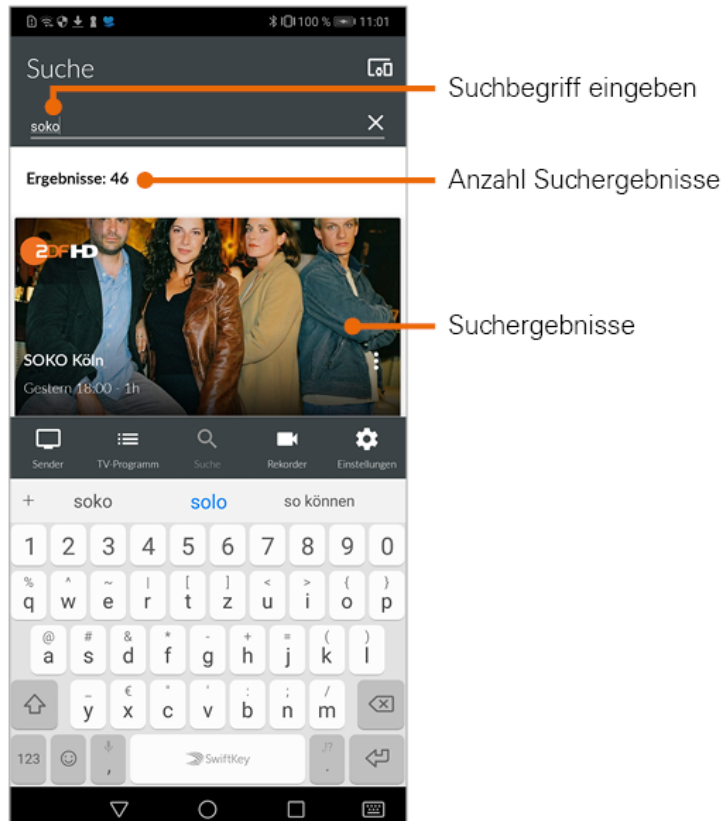 100 % 11:01
Suche
Suchbegriff eingeben
soko
Ergebnisse: 46
Anzahl Suchergebnisse
2DF HD
Suchergebnisse
SOKO Köln
Gestern 18:00 - 1h
Sender TV-Programm Suche Rekorder Einstellungen
+ soko solo so können
1 2 3 4 5 6 7 8 9 0
% ^ ~ | [ ] < > { }
q w e r t z u i o p
@ # & * - + = ( )
a s d f g h j k l
_ € " ' : ; /
y x c v b n m
!?
123 , SwiftKey .